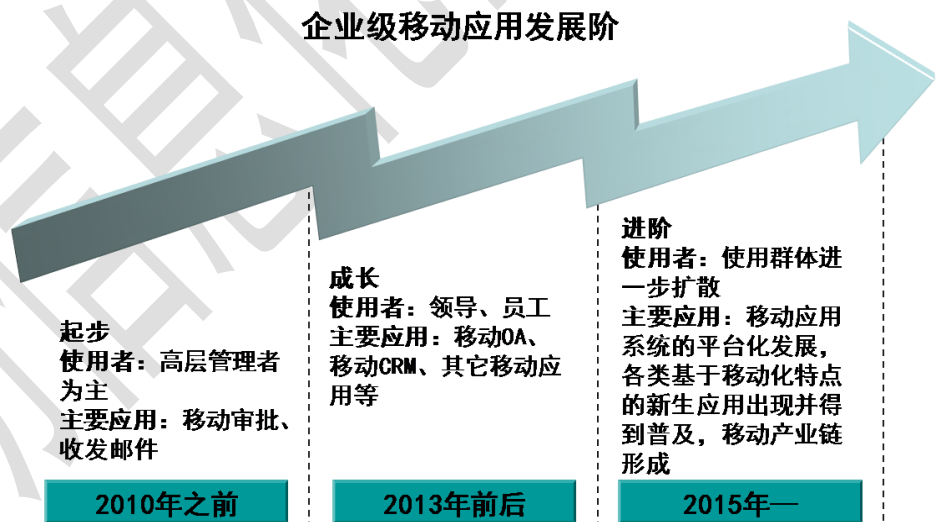 企业级移动应用发展阶
起步
使用者：高层管理者
为主
主要应用：移动审批、
收发邮件
2010年之前
成长
使用者：领导、员工
主要应用：移动OA、
移动CRM、其它移动应
用等
2013年前后
进阶
使用者：使用群体进
一步扩散
主要应用：移动应用
系统的平台化发展，
各类基于移动化特点
的新生应用出现并得
到普及，移动产业链
形成
2015年—